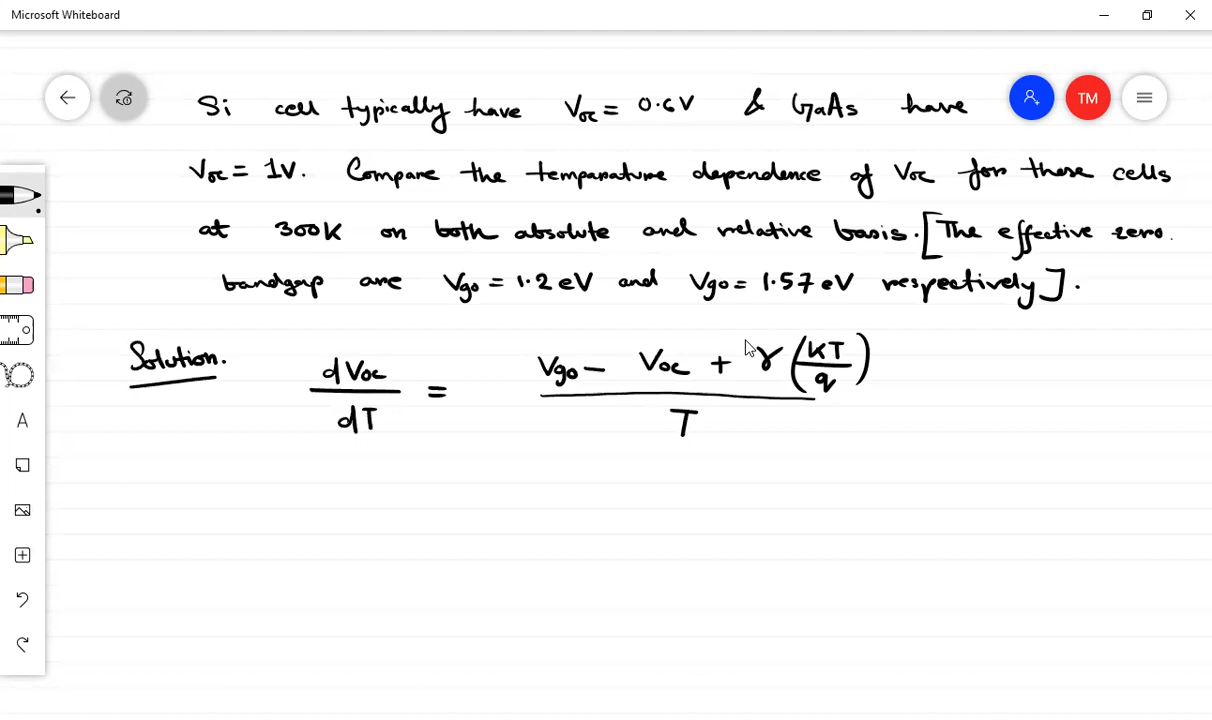 Microsoft Whiteboard
Si cell typically have Voc = 0.6V & GaAs have
TM
Voc = 1V. Compare the temparature dependence of Voc for these cells
at 300K on both absolute and relative basis. [The effective zero
bandgap are Vgo = 1.2 eV and Vgo = 1.57 eV respectively].
Solution. dVoc/dT = (Vgo - Voc + γ(KT/q))/T
A